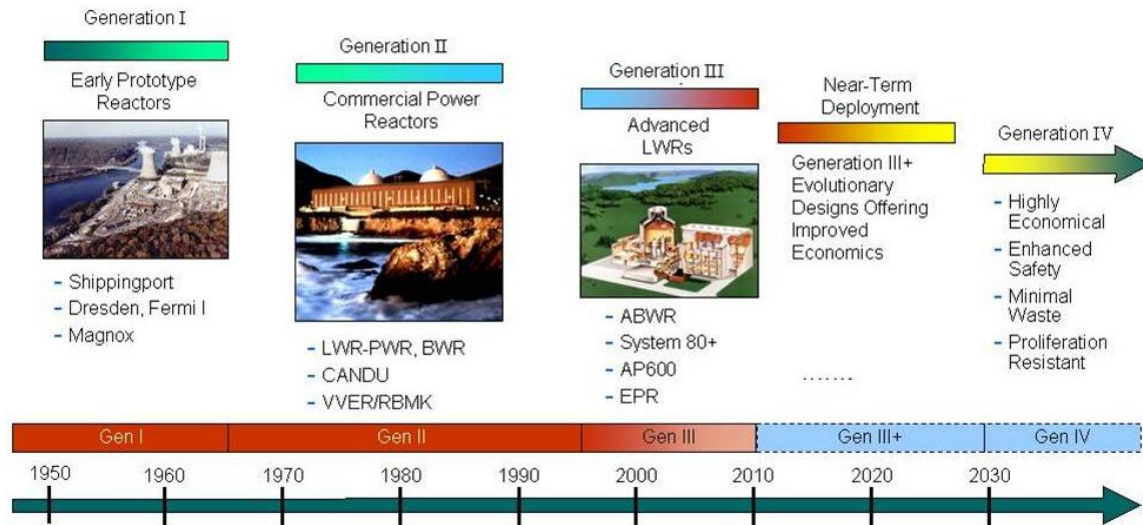 Generation I
Early Prototype
Reactors
- Shippingport
- Dresden, Fermi I
- Magnox
Generation II
Commercial Power
Reactors
- LWR-PWR, BWR
- CANDU
- VVER/RBMK
Generation III
Advanced
LWRs
- ABWR
- System 80+
- AP600
- EPR
Near-Term
Deployment
Generation III+
Evolutionary
Designs Offering
Improved
Economics
.......
Generation IV
- Highly
Economical
- Enhanced
Safety
- Minimal
Waste
- Proliferation
Resistant
Gen I
Gen II
Gen III
Gen III+
Gen IV
1950
1960
1970
1980
1990
2000
2010
2020
2030